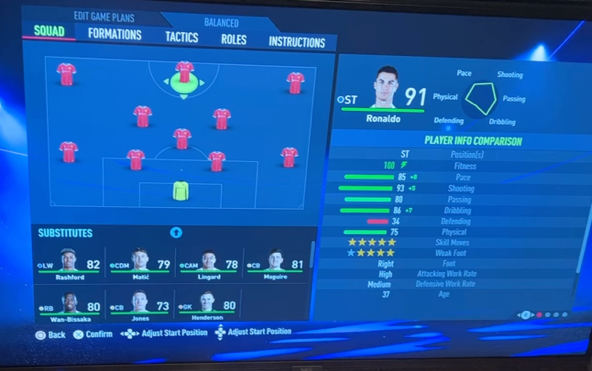 EDIT GAME PLANS BALANCED
SQUAD FORMATIONS TACTICS ROLES INSTRUCTIONS
ST 91
Ronaldo
Pace Shooting
Physical Passing
Defending Dribbling
PLAYER INFO COMPARISON
ST Position(s)
100 Fitness
85 +8 Pace
93 +5 Shooting
80 Passing
86 +7 Dribbling
34 Defending
75 Physical
Skill Moves
Weak Foot
Right Foot
High Attacking Work Rate
Medium Defensive Work Rate
37 Age
SUBSTITUTES
LW 82 CDM 79 CAM 78 CB 81
Rashford Matić Lingard Maguire
RB 80 CB 73 GK 80
Wan-Bissaka Jones Henderson
Back Confirm Adjust Start Position Adjust Start Position